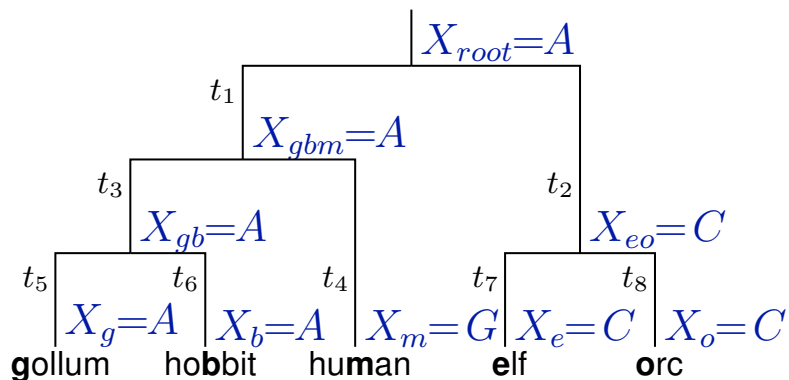 X_root=A
t_1
X_gbm=A
t_3 t_2
X_gb=A X_eo=C
t_5 t_6 t_4 t_7 t_8
X_g=A X_b=A X_m=G X_e=C X_o=C
gollum hobbit human elf orc